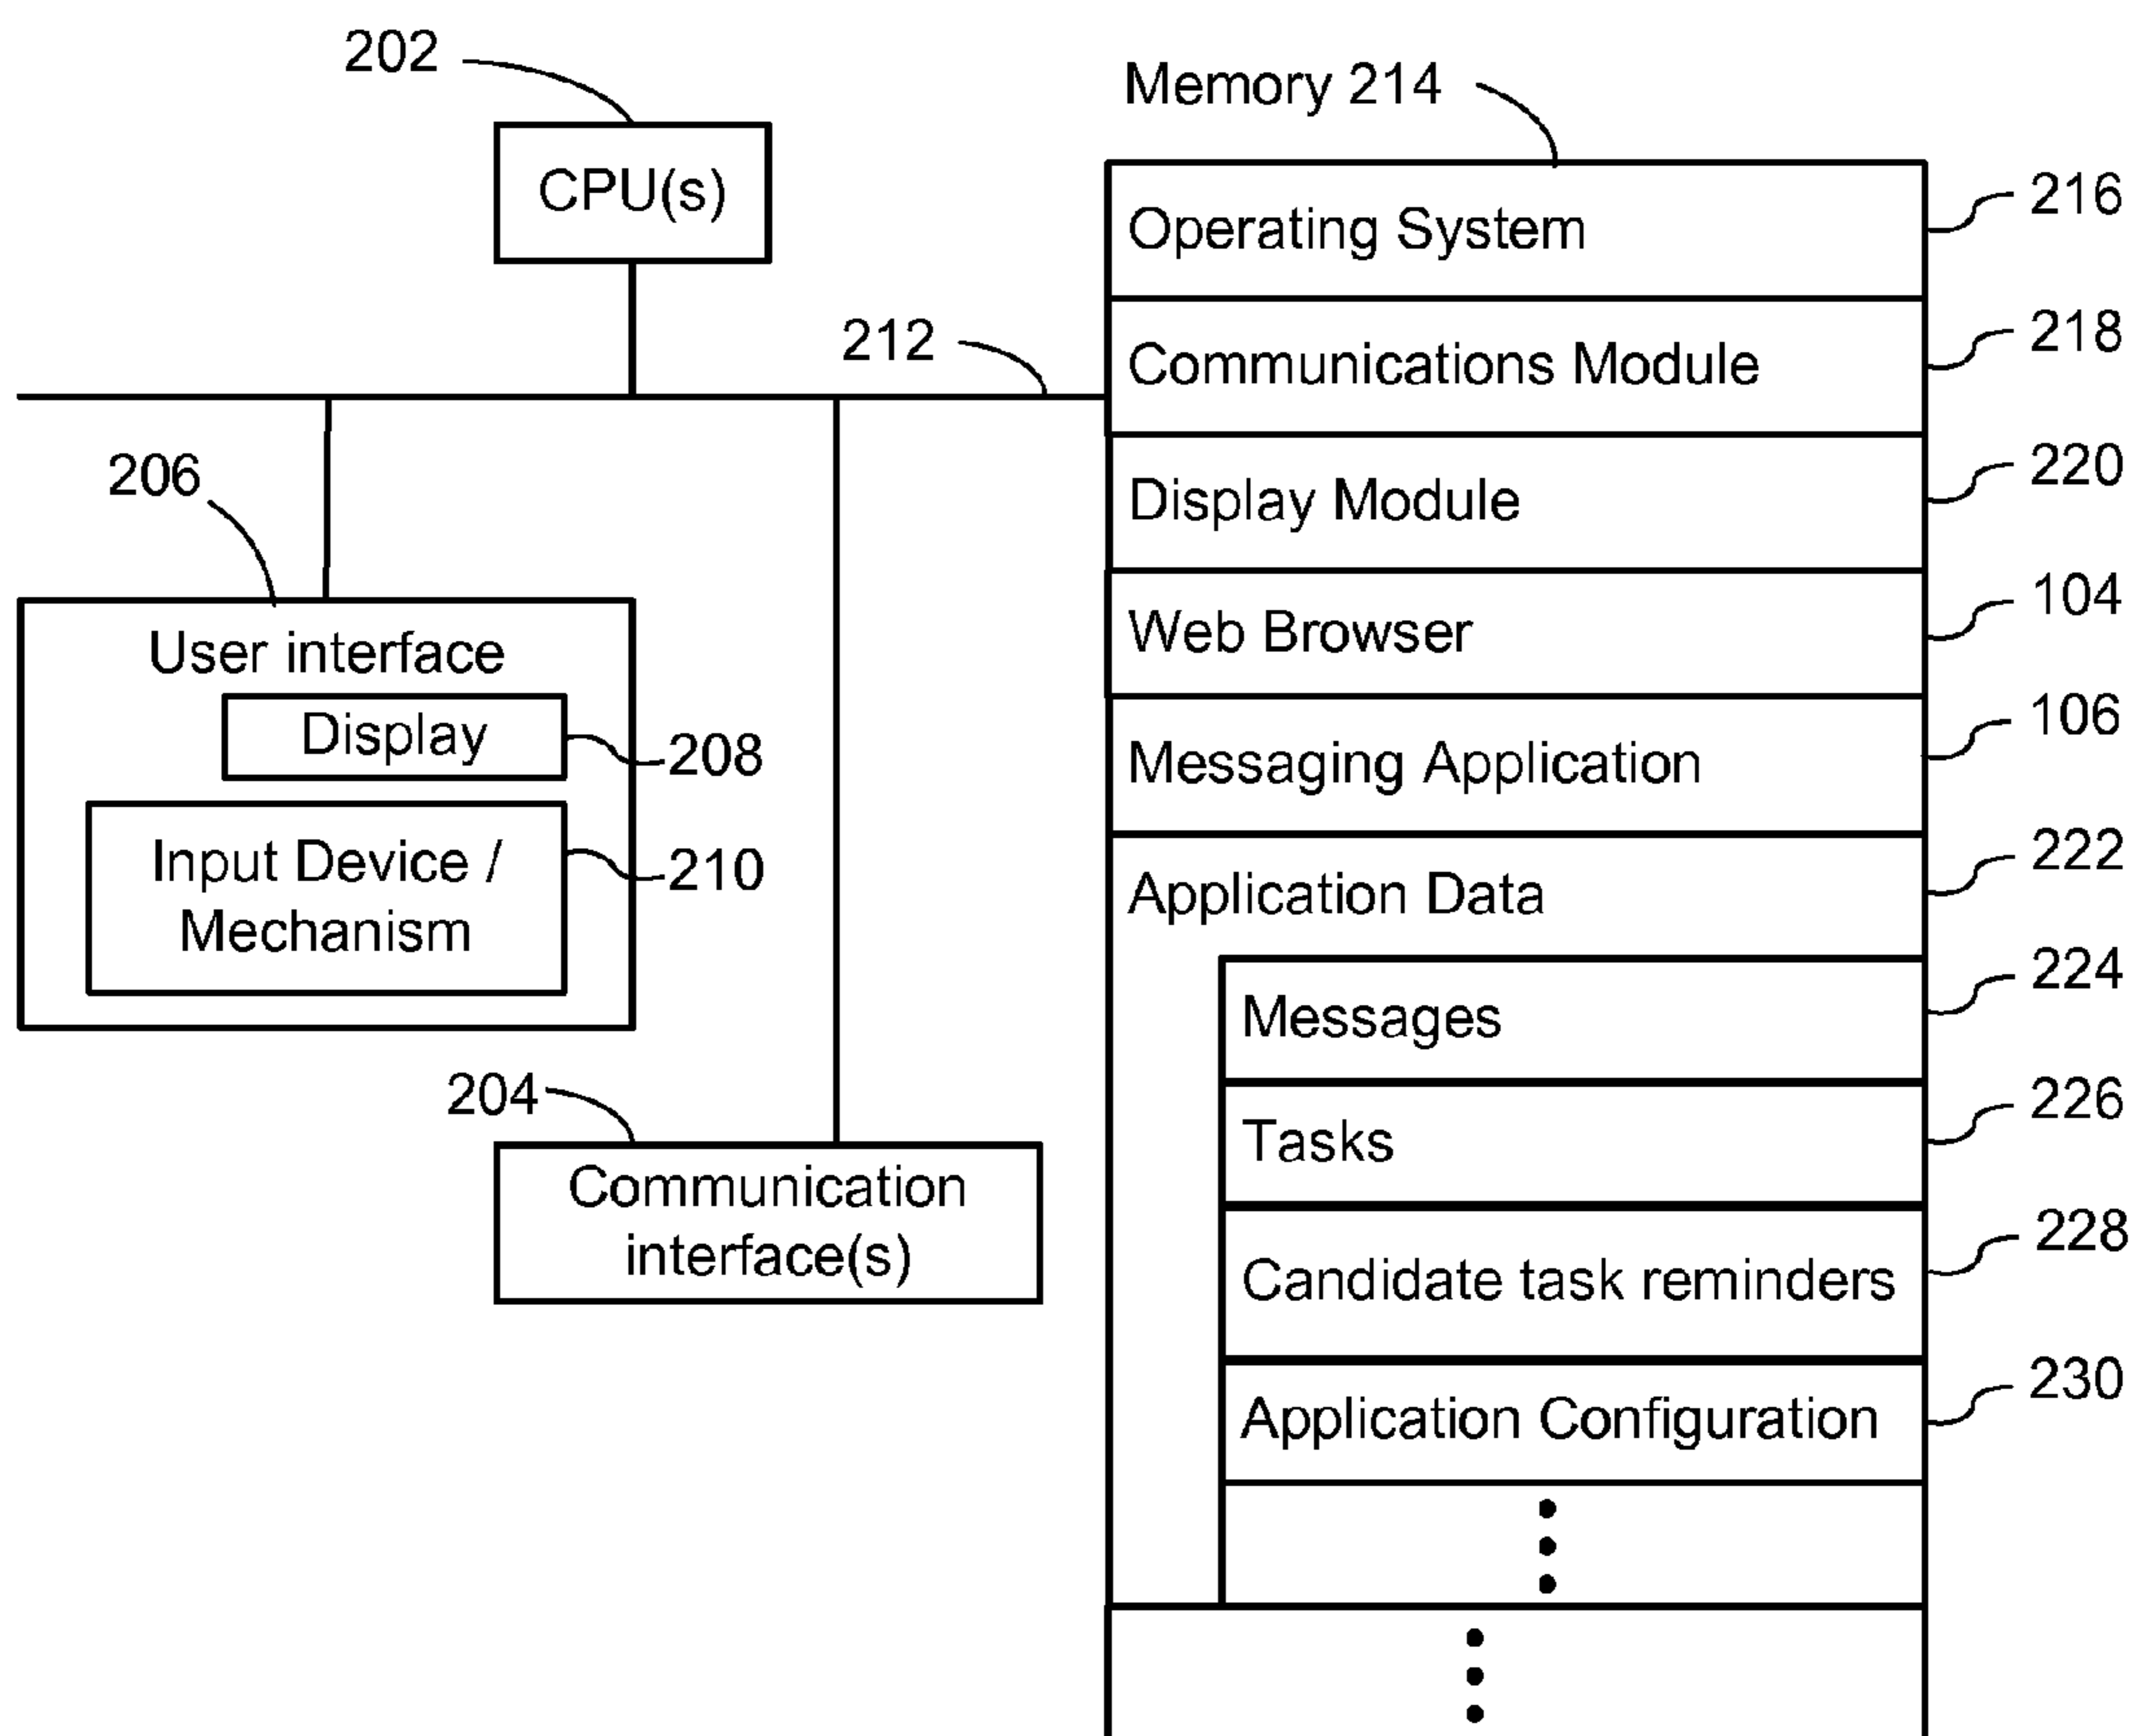 202
CPU(s)
212
206
User interface
Display
208
Input Device /
Mechanism
210
204
Communication
interface(s)
Memory 214
Operating System
216
Communications Module
218
Display Module
220
Web Browser
104
Messaging Application
106
Application Data
222
Messages
224
Tasks
226
Candidate task reminders
228
Application Configuration
230